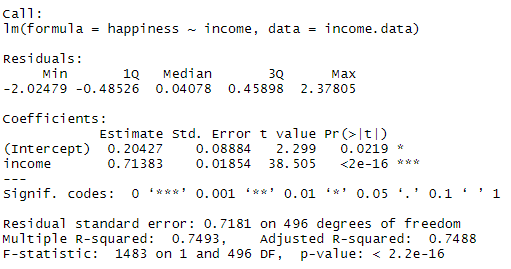 Call:
lm(formula = happiness ~ income, data = income.data)
Residuals:
Min 1Q Median 3Q Max
-2.02479 -0.48526 0.04078 0.45898 2.37805
Coefficients:
Estimate Std. Error t value Pr(>|t|)
(Intercept) 0.20427 0.08884 2.299 0.0219 *
income 0.71383 0.01854 38.505 <2e-16 ***
---
Signif. codes: 0 ‘***’ 0.001 ‘**’ 0.01 ‘*’ 0.05 ‘.’ 0.1 ‘ ’ 1
Residual standard error: 0.7181 on 496 degrees of freedom
Multiple R-squared: 0.7493, Adjusted R-squared: 0.7488
F-statistic: 1483 on 1 and 496 DF, p-value: < 2.2e-16